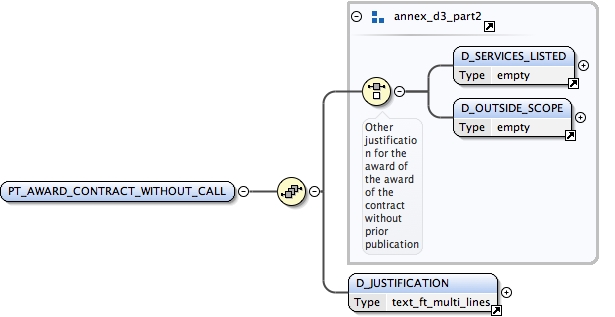 annex_d3_part2
D_SERVICES_LISTED
Type empty
D_OUTSIDE_SCOPE
Type empty
Other
justificatio
n for the
award of
the award
of the
contract
without
prior
publication
PT_AWARD_CONTRACT_WITHOUT_CALL
D_JUSTIFICATION
Type text_ft_multi_lines